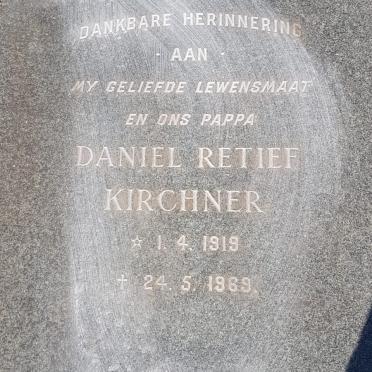 DANKBARE HERINNERING
- AAN -
MY GELIEFDE LEWENSMAAT
EN ONS PAPPA
DANIEL RETIEF
KIRCHNER
☆ 1. 4. 1919
† 24. 5. 1969.